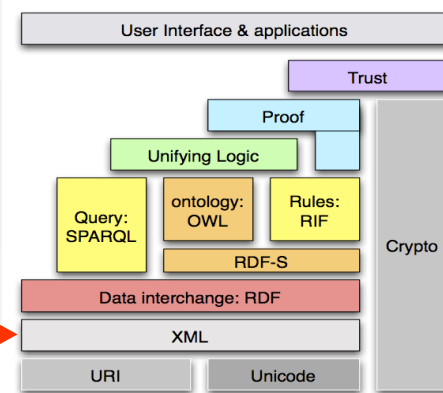 User Interface & applications
Trust
Proof
Unifying Logic
Query:
SPARQL
ontology:
OWL
Rules:
RIF
Crypto
RDF-S
Data interchange: RDF
XML
URI
Unicode